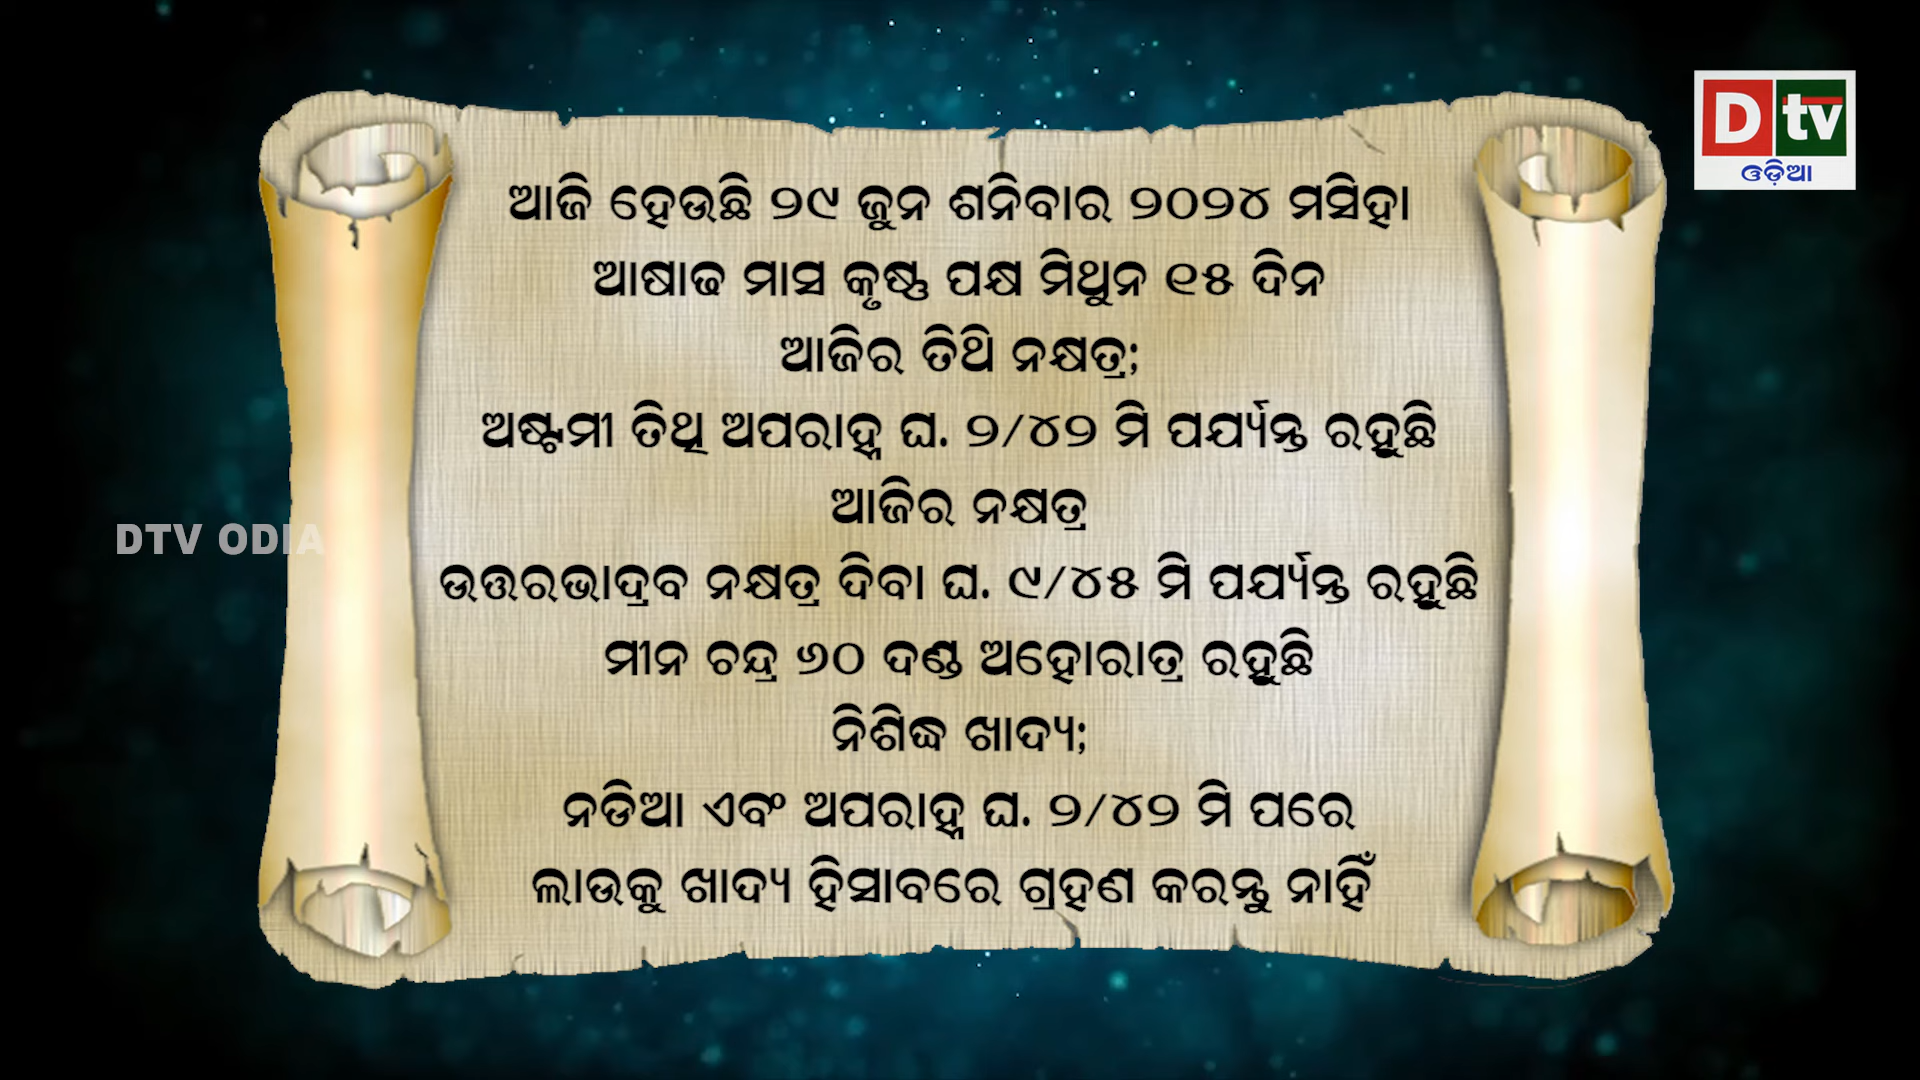 D tv
ଓଡ଼ିଆ
ଆଜି ହେଉଛି ୨୯ ଜୁନ ଶନିବାର ୨୦୨୪ ମସିହା
ଆଷାଢ ମାସ କୃଷ୍ଣ ପକ୍ଷ ମିଥୁନ ୧୫ ଦିନ
ଆଜିର ତିଥି ନକ୍ଷତ୍ର;
ଅଷ୍ଟମୀ ତିଥି ଅପରାହ୍ନ ଘ. ୨/୪୨ ମି ପର୍ଯ୍ୟନ୍ତ ରହୁଛି
ଆଜିର ନକ୍ଷତ୍ର
ଉତ୍ତରଭାଦ୍ରବ ନକ୍ଷତ୍ର ଦିବା ଘ. ୯/୪୫ ମି ପର୍ଯ୍ୟନ୍ତ ରହୁଛି
DTV ODIA
ମୀନ ଚନ୍ଦ୍ର ୬୦ ଦଣ୍ଡ ଅହୋରାତ୍ର ରହୁଛି
ନିଶିଦ୍ଧ ଖାଦ୍ୟ;
ନଡିଆ ଏବଂ ଅପରାହ୍ନ ଘ. ୨/୪୨ ମି ପରେ
ଲାଉକୁ ଖାଦ୍ୟ ହିସାବରେ ଗ୍ରହଣ କରନ୍ତୁ ନାହିଁ